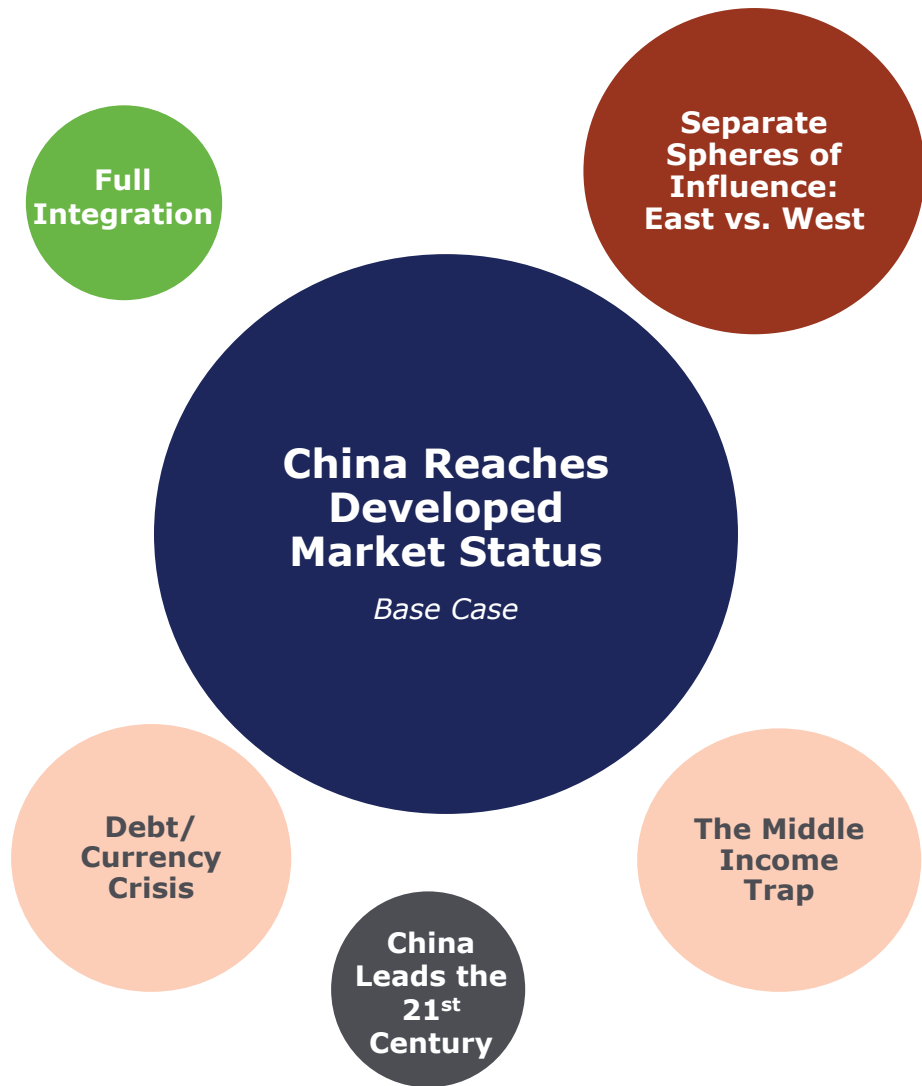 Separate
Spheres of
Influence:
East vs. West
Full
Integration
China Reaches
Developed
Market Status
Base Case
Debt/
Currency
Crisis
The Middle
Income
Trap
China
Leads the
21st
Century